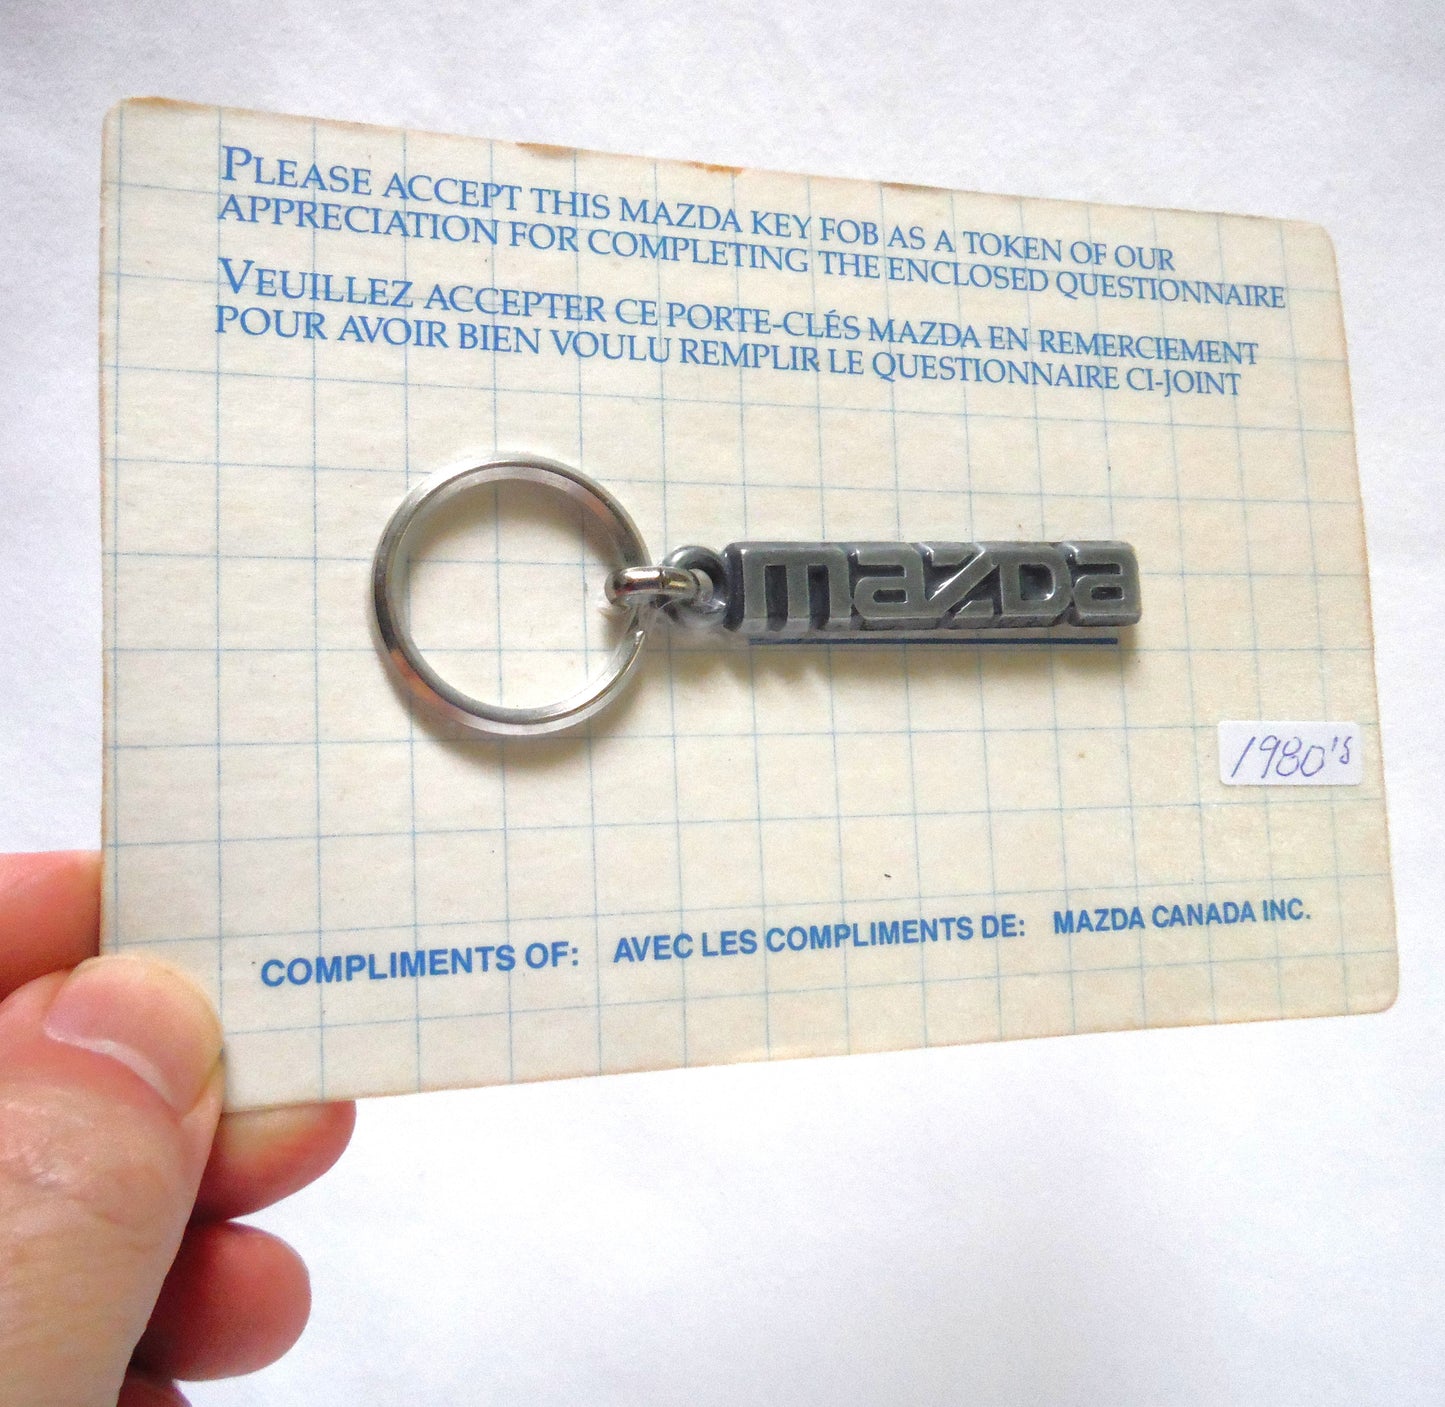 PLEASE ACCEPT THIS MAZDA KEY FOB AS A TOKEN OF OUR
APPRECIATION FOR COMPLETING THE ENCLOSED QUESTIONNAIRE
VEUILLEZ ACCEPTER CE PORTE-CLÉS MAZDA EN REMERCIEMENT
POUR AVOIR BIEN VOULU REMPLIR LE QUESTIONNAIRE CI-JOINT
mazda
1980's
COMPLIMENTS OF: AVEC LES COMPLIMENTS DE: MAZDA CANADA INC.